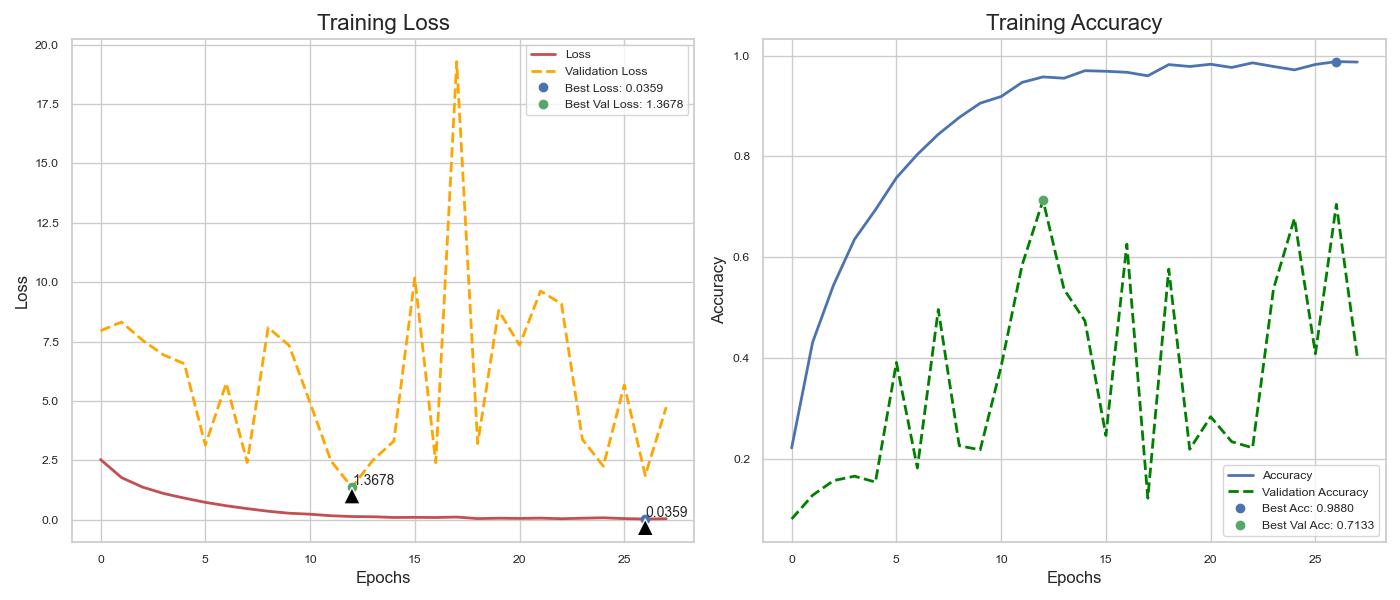 Training Loss
20.0
17.5
15.0
12.5
10.0
7.5
5.0
2.5
0.0
Loss
Loss
Validation Loss
Best Loss: 0.0359
Best Val Loss: 1.3678
1.3678
0.0359
0 5 10 15 20 25
Epochs
Training Accuracy
1.0
0.8
0.6
0.4
0.2
Accuracy
Accuracy
Validation Accuracy
Best Acc: 0.9880
Best Val Acc: 0.7133
0 5 10 15 20 25
Epochs